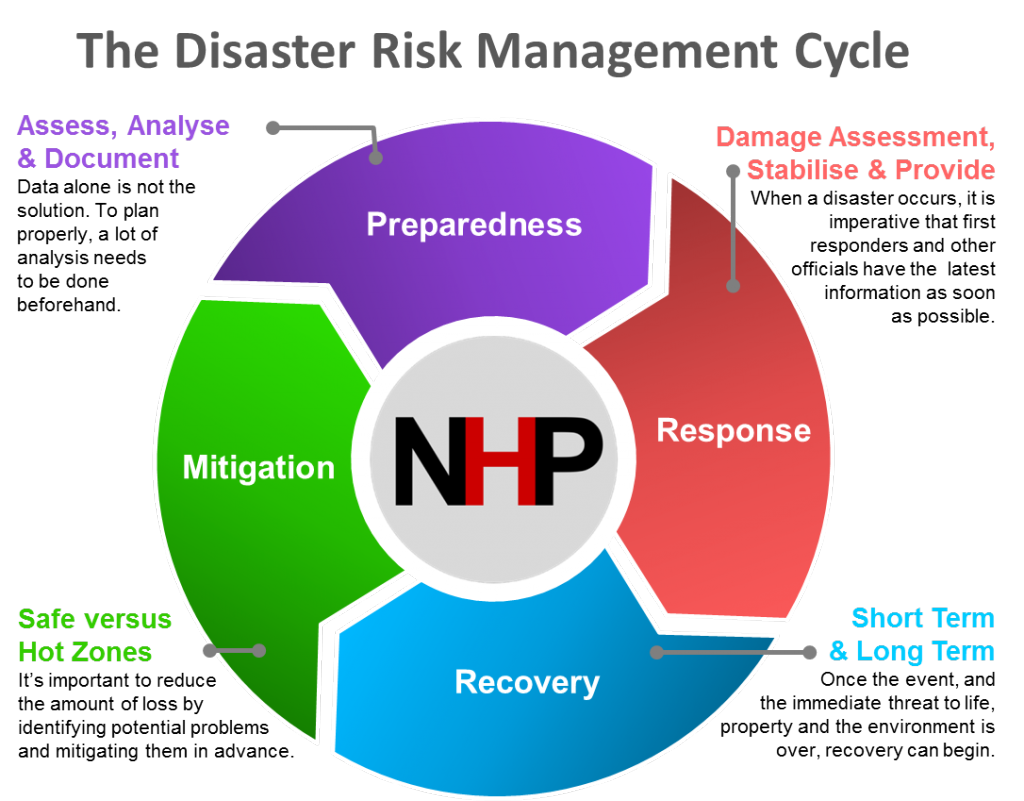 The Disaster Risk Management Cycle
Assess, Analyse
& Document
Data alone is not the
solution. To plan
properly, a lot of
analysis needs
to be done
beforehand.
Damage Assessment,
Stabilise & Provide
When a disaster occurs, it is
imperative that first
responders and other
officials have the latest
information as soon
as possible.
Preparedness
Response
Mitigation
NHP
Recovery
Safe versus
Hot Zones
It's important to reduce
the amount of loss by
identifying potential problems
and mitigating them in advance.
Short Term
& Long Term
Once the event, and
the immediate threat to life,
property and the environment is
over, recovery can begin.